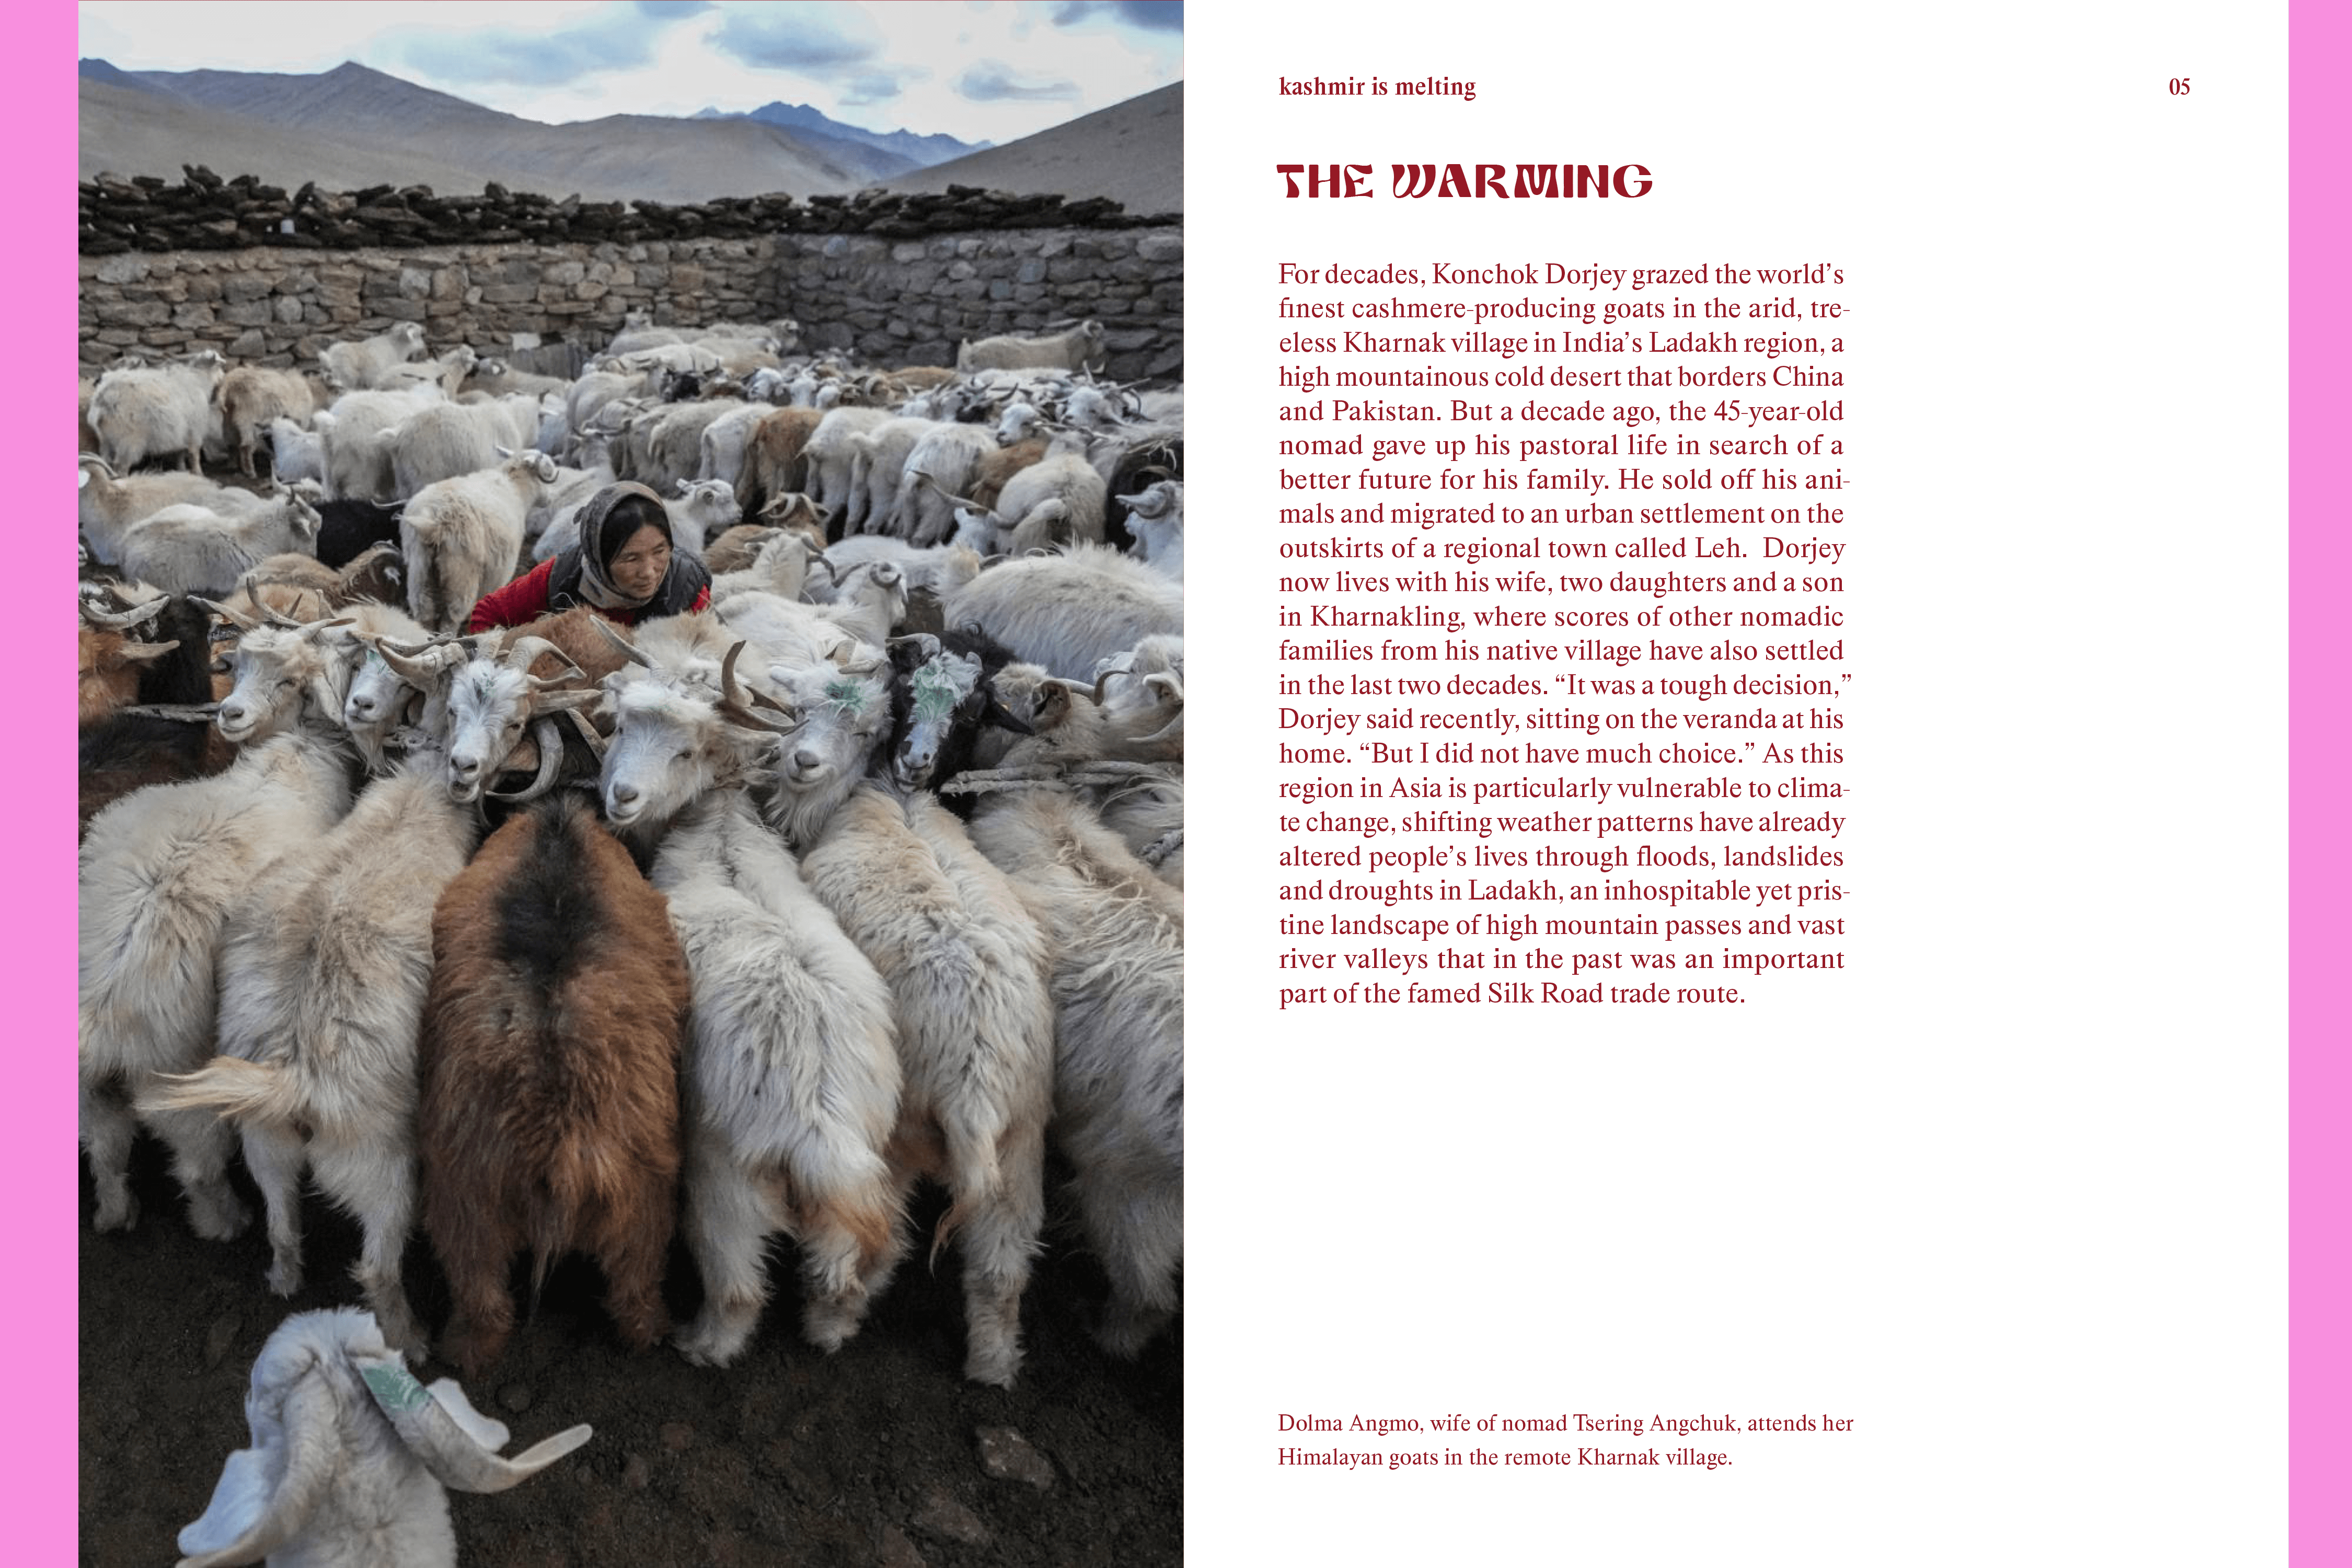 kashmir is melting
05
THE WARMING
For decades, Konchok Dorjey grazed the world’s
finest cashmere-producing goats in the arid, tre-
eless Kharnak village in India’s Ladakh region, a
high mountainous cold desert that borders China
and Pakistan. But a decade ago, the 45-year-old
nomad gave up his pastoral life in search of a
better future for his family. He sold off his ani-
mals and migrated to an urban settlement on the
outskirts of a regional town called Leh.  Dorjey
now lives with his wife, two daughters and a son
in Kharnakling, where scores of other nomadic
families from his native village have also settled
in the last two decades. “It was a tough decision,”
Dorjey said recently, sitting on the veranda at his
home. “But I did not have much choice.” As this
region in Asia is particularly vulnerable to clima-
te change, shifting weather patterns have already
altered people’s lives through floods, landslides
and droughts in Ladakh, an inhospitable yet pris-
tine landscape of high mountain passes and vast
river valleys that in the past was an important
part of the famed Silk Road trade route.
Dolma Angmo, wife of nomad Tsering Angchuk, attends her
Himalayan goats in the remote Kharnak village.